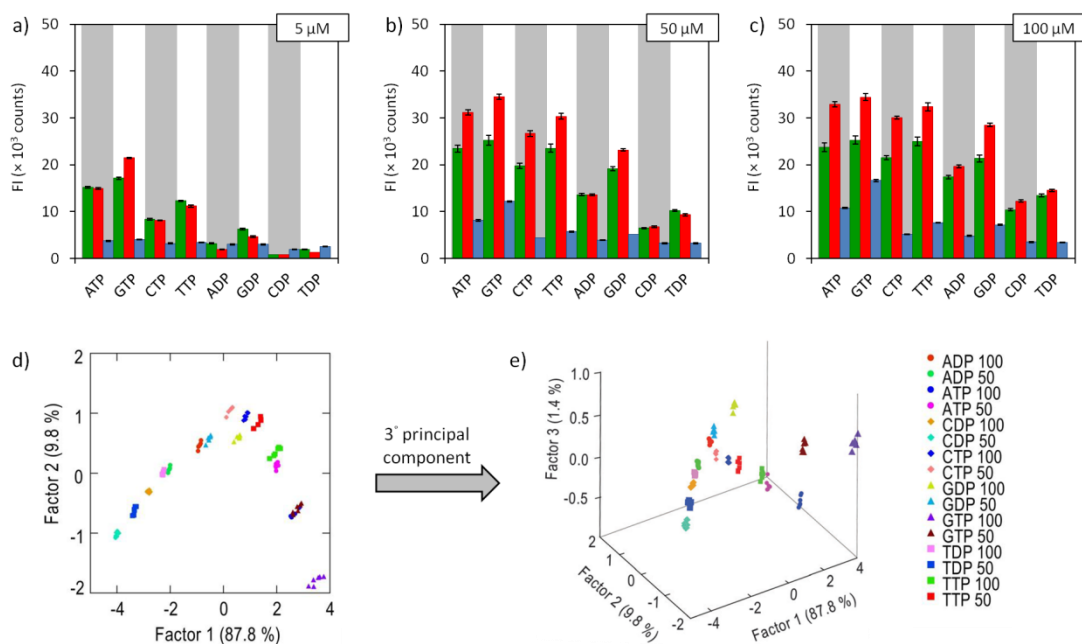 a)
5 µM
FI (× 10³ counts)
50
40
30
20
10
0
ATP
GTP
CTP
TTP
ADP
GDP
CDP
TDP
b)
50 µM
FI (× 10³ counts)
50
40
30
20
10
0
ATP
GTP
CTP
TTP
ADP
GDP
CDP
TDP
c)
100 µM
FI (× 10³ counts)
50
40
30
20
10
0
ATP
GTP
CTP
TTP
ADP
GDP
CDP
TDP
d)
Factor 2 (9.8 %)
2
1
0
-1
-2
-4 -2 0 2 4
Factor 1 (87.8 %)
3° principal
component
e)
Factor 3 (1.4 %)
1.0
0.5
0.0
-0.5
2
1
0
-1
-2
Factor 2 (9.8 %)
-4
-2
0
2
4
Factor 1 (87.8 %)
ADP 100
ADP 50
ATP 100
ATP 50
CDP 100
CDP 50
CTP 100
CTP 50
GDP 100
GDP 50
GTP 100
GTP 50
TDP 100
TDP 50
TTP 100
TTP 50